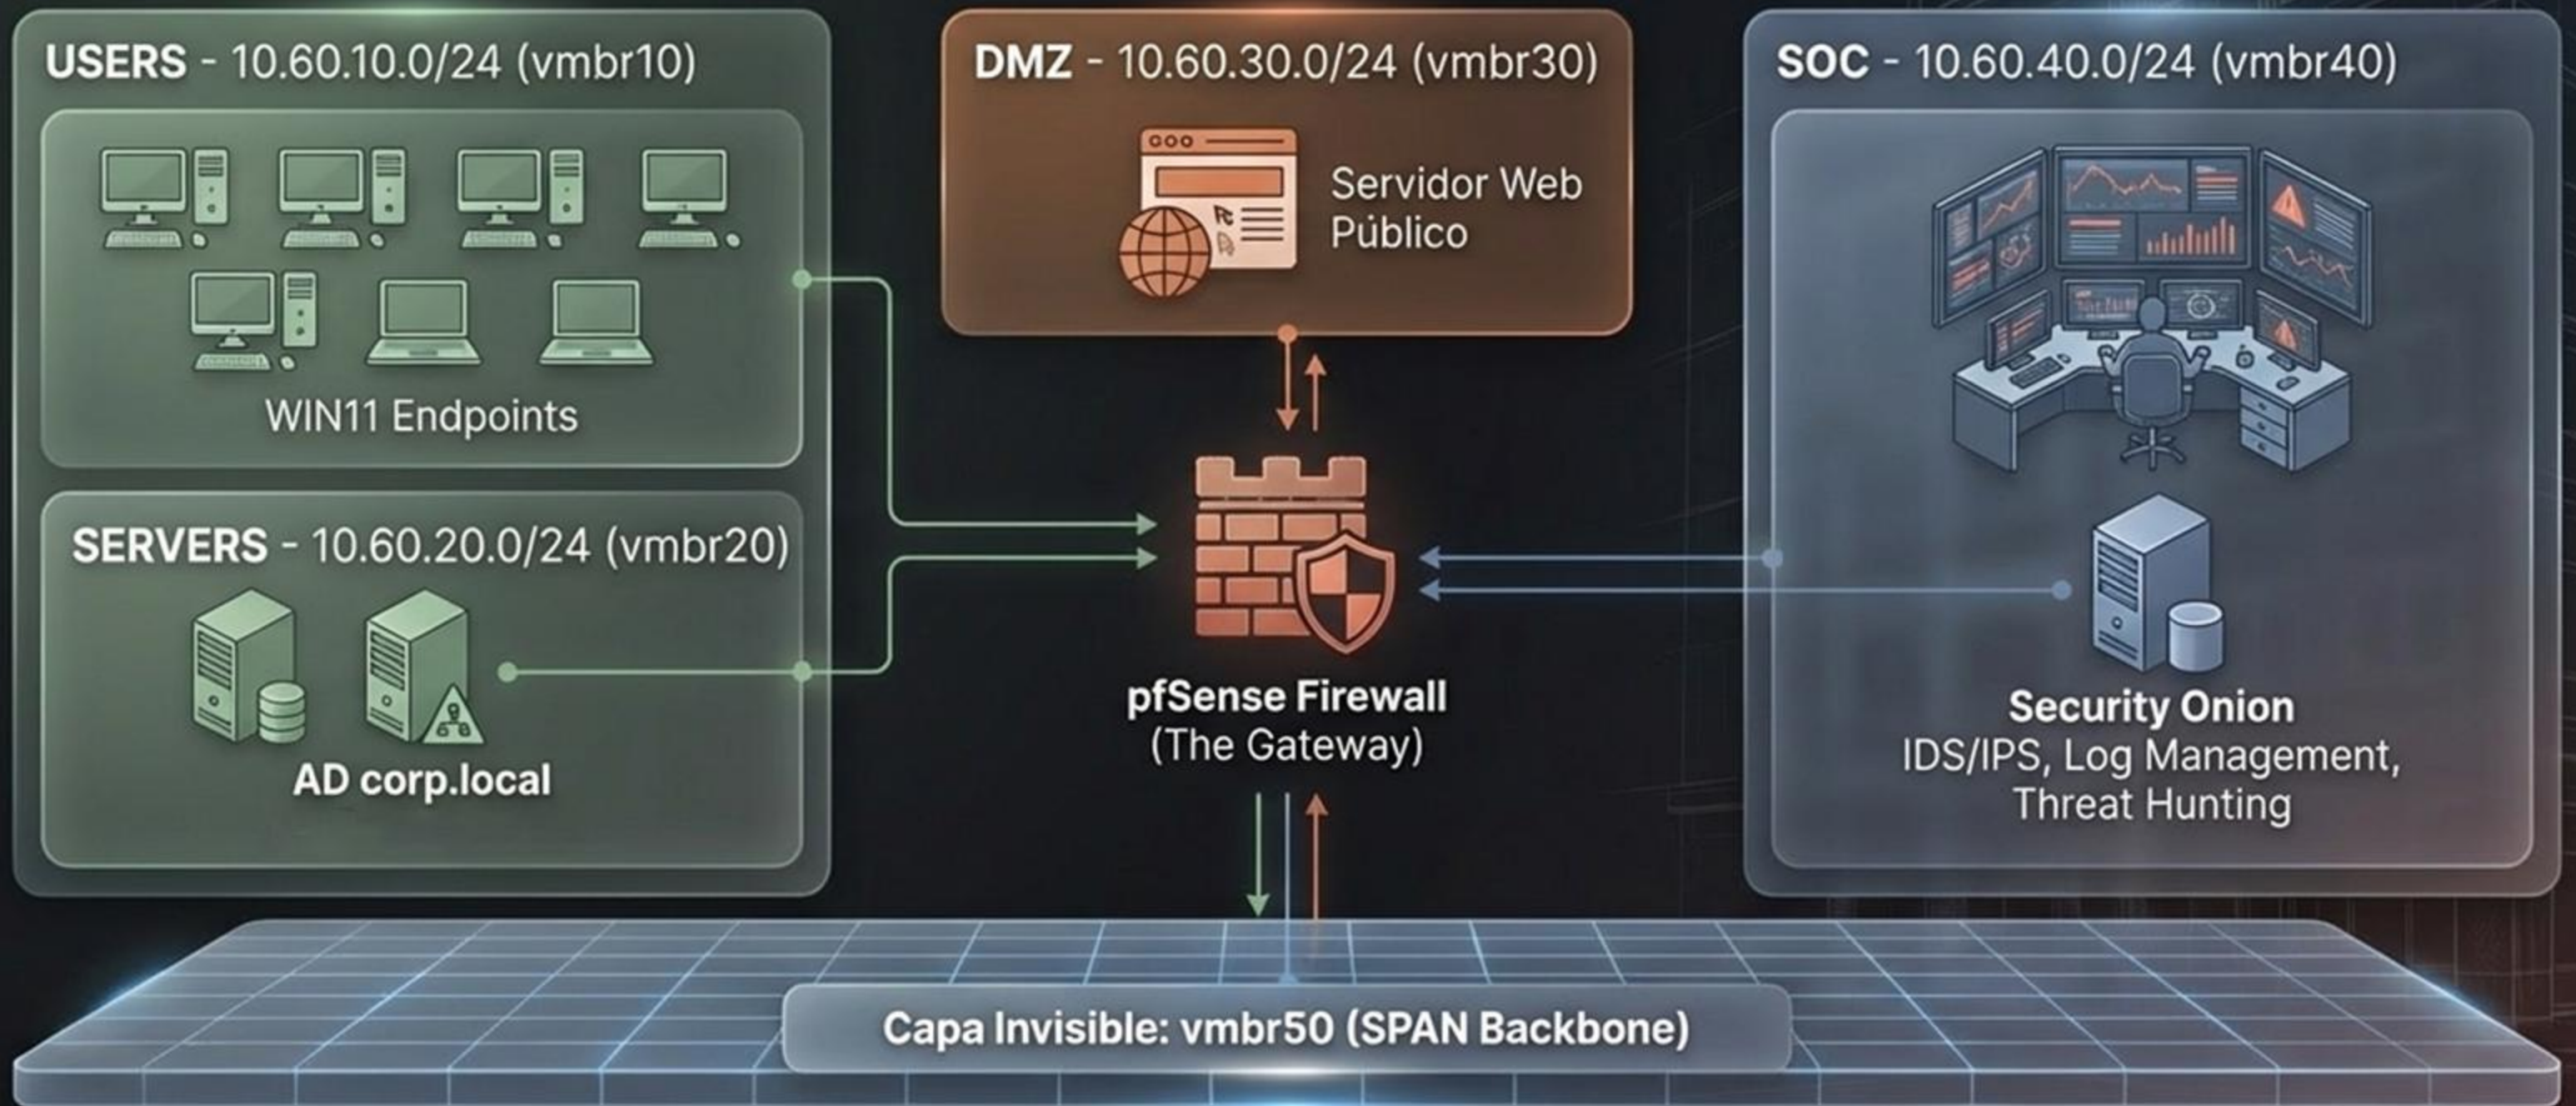 USERS - 10.60.10.0/24 (vmbr10)
WIN11 Endpoints
SERVERS - 10.60.20.0/24 (vmbr20)
AD corp.local
DMZ - 10.60.30.0/24 (vmbr30)
Servidor Web
Público
pfSense Firewall
(The Gateway)
SOC - 10.60.40.0/24 (vmbr40)
Security Onion
IDS/IPS, Log Management,
Threat Hunting
Capa Invisible: vmbr50 (SPAN Backbone)